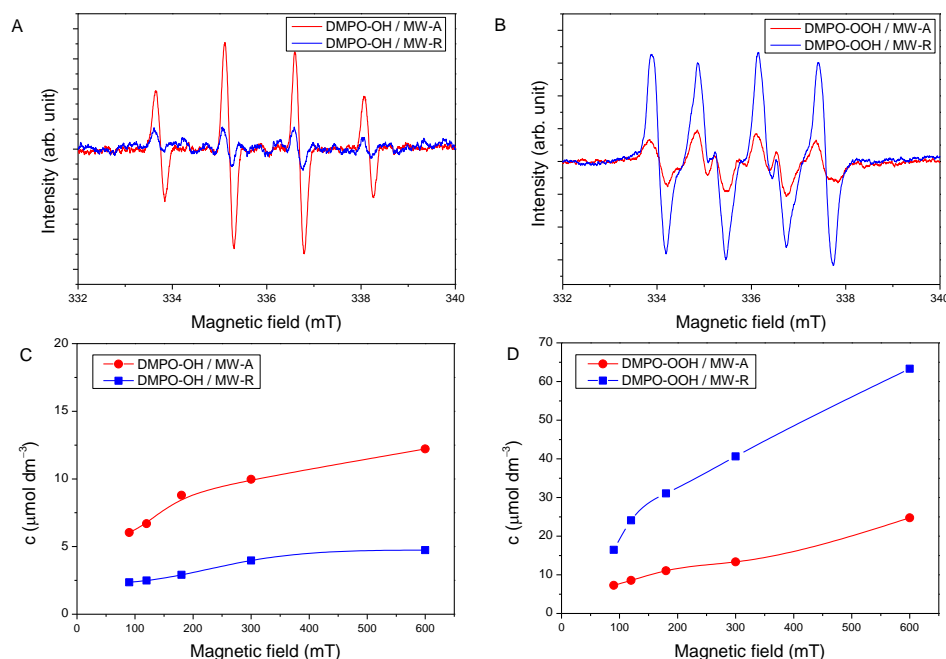 A
DMPO-OH / MW-A
DMPO-OH / MW-R
Intensity (arb. unit)
332 334 336 338 340
Magnetic field (mT)
B
DMPO-OOH / MW-A
DMPO-OOH / MW-R
Intensity (arb. unit)
332 334 336 338 340
Magnetic field (mT)
C
DMPO-OH / MW-A
DMPO-OH / MW-R
c (μmol dm⁻³)
20
15
10
5
0
0 100 200 300 400 500 600
Magnetic field (mT)
D
DMPO-OOH / MW-A
DMPO-OOH / MW-R
c (μmol dm⁻³)
70
60
50
40
30
20
10
0
0 100 200 300 400 500 600
Magnetic field (mT)